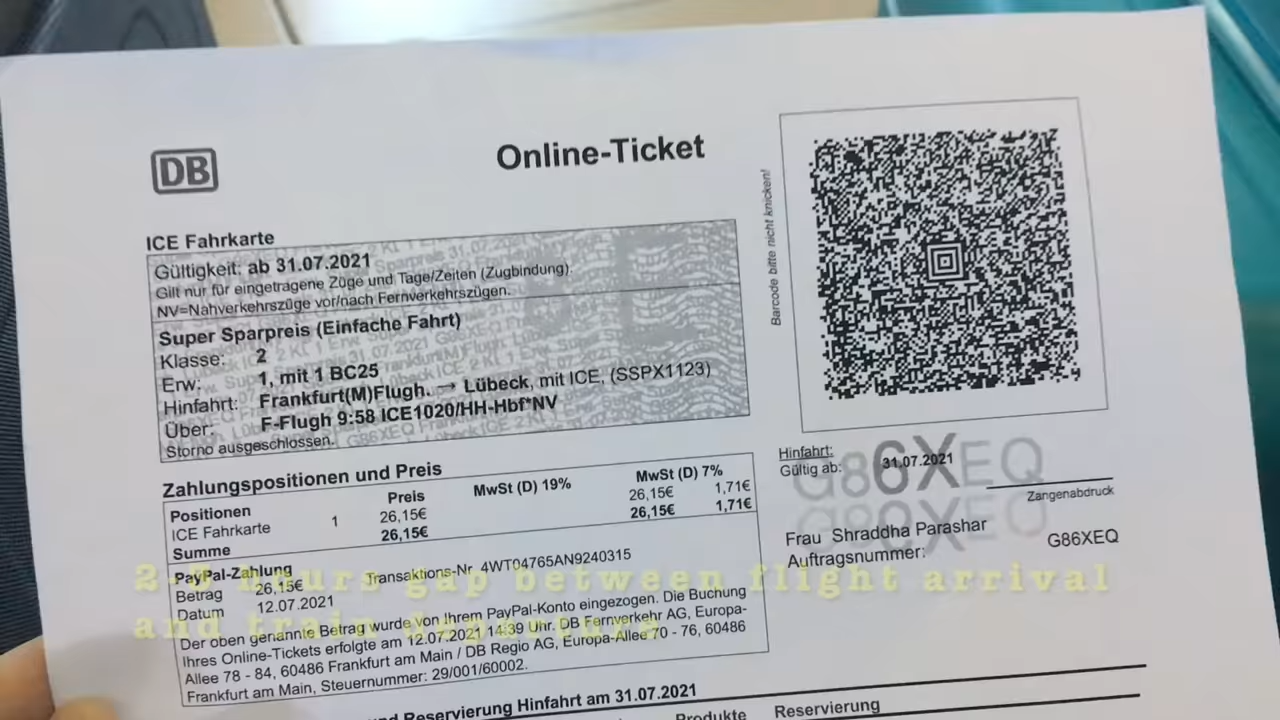 DB
Online-Ticket
Barcode bitte nicht knicken!
ICE Fahrkarte
Gültigkeit: ab 31.07.2021
Gilt nur für eingetragene Züge und Tage/Zeiten (Zugbindung).
NV=Nahverkehrszüge vor/nach Fernverkehrszügen.
Super Sparpreis (Einfache Fahrt)
Klasse: 2
Erw: 1, mit 1 BC25
Hinfahrt: Frankfurt(M)Flugh. → Lübeck, mit ICE, (SSPX1123)
Über: F-Flugh 9:58 ICE1020/HH-Hbf*NV
Storno ausgeschlossen.
Hinfahrt:
Gültig ab: 31.07.2021
G86XEQ
Zangenabdruck
Frau Shraddha Parashar
Auftragsnummer: G86XEQ
Zahlungspositionen und Preis
Positionen Preis MwSt (D) 19% MwSt (D) 7%
ICE Fahrkarte 1 26,15€ 26,15€ 1,71€
Summe 26,15€ 26,15€ 1,71€
PayPal-Zahlung
Betrag 26,15€ Transaktions-Nr 4WT04765AN9240315
Datum 12.07.2021
Der oben genannte Betrag wurde von Ihrem PayPal-Konto eingezogen. Die Buchung
Ihres Online-Tickets erfolgte am 12.07.2021 14:39 Uhr. DB Fernverkehr AG, Europa-
Allee 78 - 84, 60486 Frankfurt am Main / DB Regio AG, Europa-Allee 70 - 76, 60486
Frankfurt am Main, Steuernummer: 29/001/60002.
hours gap between flight arrival
and train departure
Reservierung Hinfahrt am 31.07.2021
Produkte Reservierung